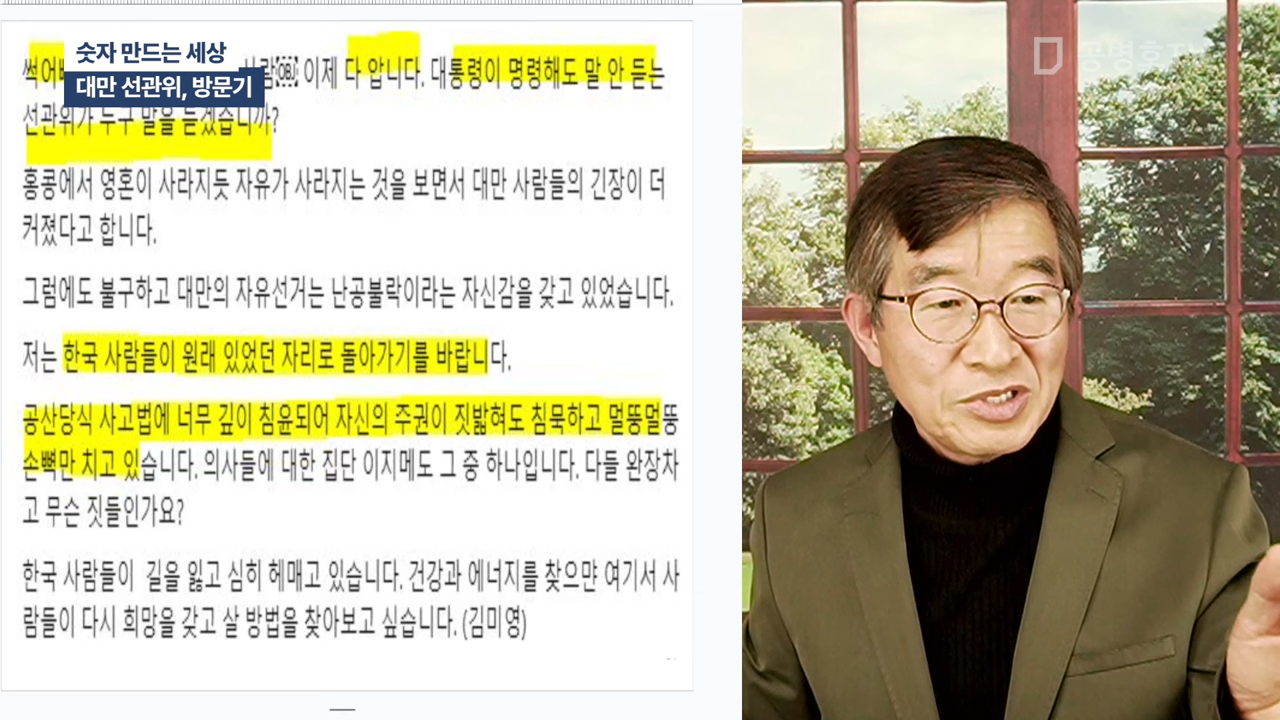 숫자 만드는 세상
대만 선관위, 방문기
공병호TV
썩어 사람 OBJ 이제 다 압니다. 대통령이 명령해도 말 안 듣는
선관위가 누구 말을 듣겠습니까?
홍콩에서 영혼이 사라지듯 자유가 사라지는 것을 보면서 대만 사람들의 긴장이 더
커졌다고 합니다.
그럼에도 불구하고 대만의 자유선거는 난공불락이라는 자신감을 갖고 있었습니다.
저는 한국 사람들이 원래 있었던 자리로 돌아가기를 바랍니다.
공산당식 사고법에 너무 깊이 침윤되어 자신의 주권이 짓밟혀도 침묵하고 멀뚱멀뚱
손뼉만 치고 있습니다. 의사들에 대한 집단 이지메도 그 중 하나입니다. 다들 완장차
고 무슨 짓들인가요?
한국 사람들이 길을 잃고 심히 헤매고 있습니다. 건강과 에너지를 찾으먄 여기서 사
람들이 다시 희망을 갖고 살 방법을 찾아보고 싶습니다. (김미영)